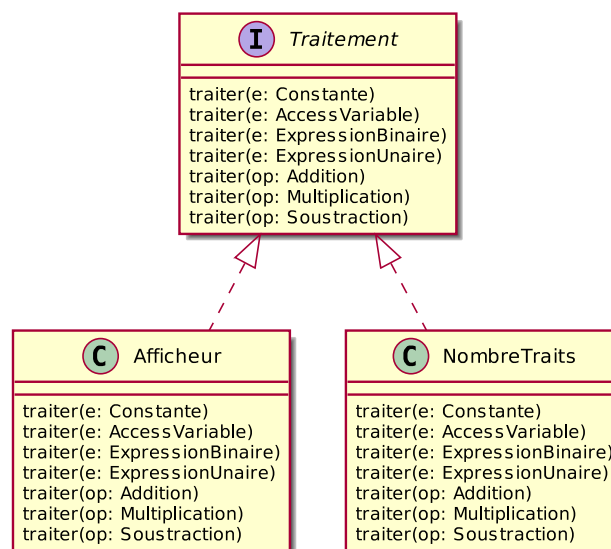 I Traitement
traiter(e: Constante)
traiter(e: AccessVariable)
traiter(e: ExpressionBinaire)
traiter(e: ExpressionUnaire)
traiter(op: Addition)
traiter(op: Multiplication)
traiter(op: Soustraction)
C Afficheur
traiter(e: Constante)
traiter(e: AccessVariable)
traiter(e: ExpressionBinaire)
traiter(e: ExpressionUnaire)
traiter(op: Addition)
traiter(op: Multiplication)
traiter(op: Soustraction)
C NombreTraits
traiter(e: Constante)
traiter(e: AccessVariable)
traiter(e: ExpressionBinaire)
traiter(e: ExpressionUnaire)
traiter(op: Addition)
traiter(op: Multiplication)
traiter(op: Soustraction)